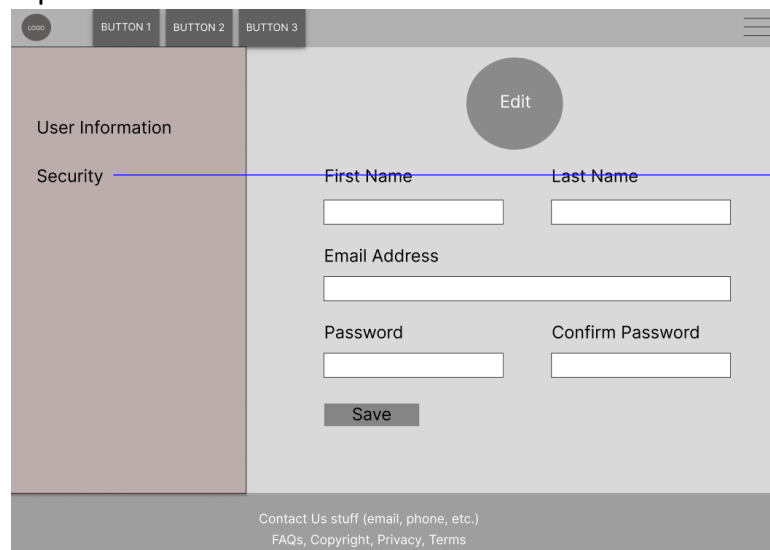 LOGO
BUTTON 1 BUTTON 2 BUTTON 3
Edit
User Information
Security
First Name Last Name
Email Address
Password Confirm Password
Save
Contact Us stuff (email, phone, etc.)
FAQs, Copyright, Privacy, Terms